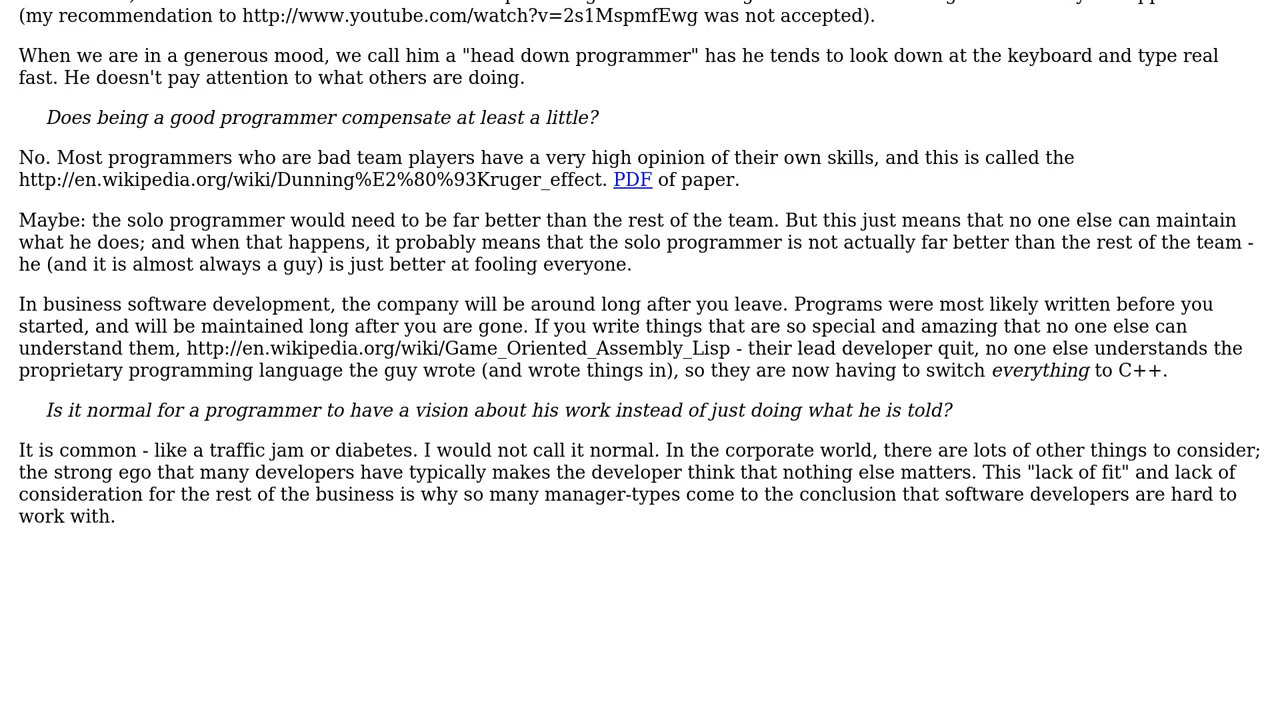 (my recommendation to http://www.youtube.com/watch?v=2s1MspmfEwg was not accepted).
When we are in a generous mood, we call him a "head down programmer" has he tends to look down at the keyboard and type real
fast. He doesn't pay attention to what others are doing.
Does being a good programmer compensate at least a little?
No. Most programmers who are bad team players have a very high opinion of their own skills, and this is called the
http://en.wikipedia.org/wiki/Dunning%E2%80%93Kruger_effect. PDF of paper.
Maybe: the solo programmer would need to be far better than the rest of the team. But this just means that no one else can maintain
what he does; and when that happens, it probably means that the solo programmer is not actually far better than the rest of the team -
he (and it is almost always a guy) is just better at fooling everyone.
In business software development, the company will be around long after you leave. Programs were most likely written before you
started, and will be maintained long after you are gone. If you write things that are so special and amazing that no one else can
understand them, http://en.wikipedia.org/wiki/Game_Oriented_Assembly_Lisp - their lead developer quit, no one else understands the
proprietary programming language the guy wrote (and wrote things in), so they are now having to switch everything to C++.
Is it normal for a programmer to have a vision about his work instead of just doing what he is told?
It is common - like a traffic jam or diabetes. I would not call it normal. In the corporate world, there are lots of other things to consider;
the strong ego that many developers have typically makes the developer think that nothing else matters. This "lack of fit" and lack of
consideration for the rest of the business is why so many manager-types come to the conclusion that software developers are hard to
work with.